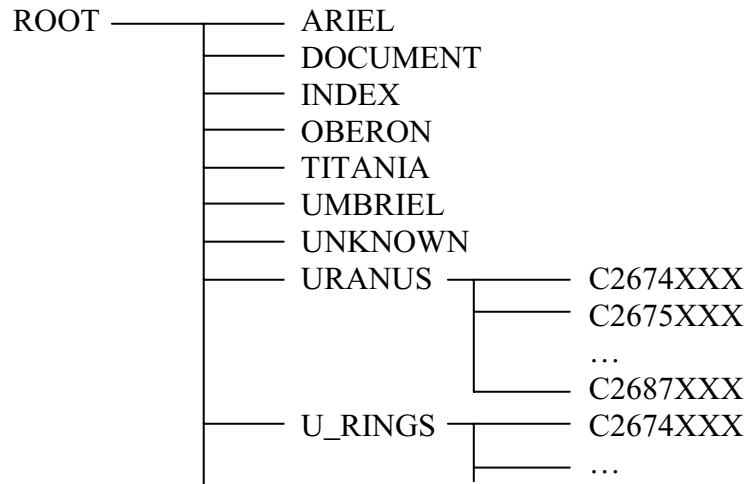 ROOT ARIEL
DOCUMENT
INDEX
OBERON
TITANIA
UMBRIEL
UNKNOWN
URANUS C2674XXX
C2675XXX
…
C2687XXX
U_RINGS C2674XXX
…